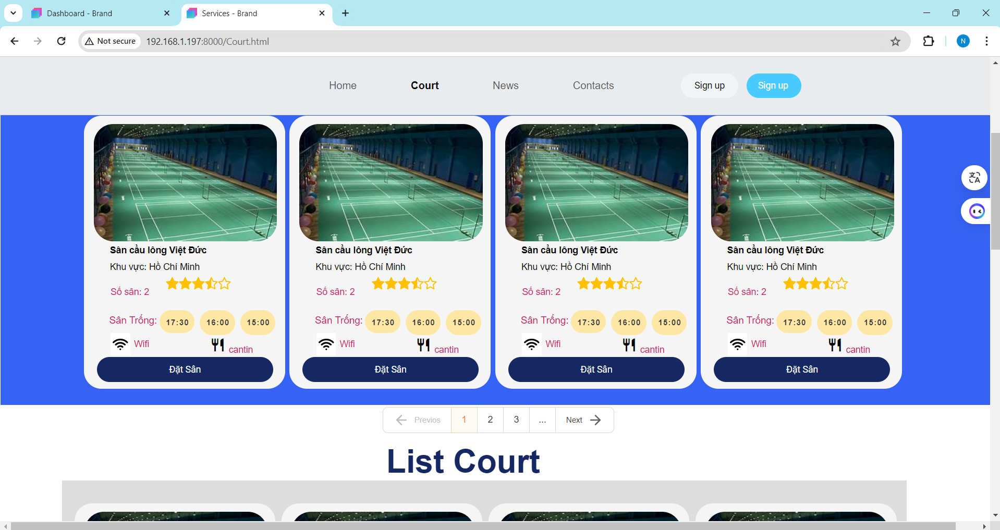 Dashboard - Brand
Services - Brand
Not secure
192.168.1.197:8000/Court.html
N
Home
Court
News
Contacts
Sign up
Sign up
Sân cầu lông Việt Đức
Khu vực: Hồ Chí Minh
Số sân: 2
Sân Trống: 17:30 16:00 15:00
Wifi
cantin
Đặt Sân
Sân cầu lông Việt Đức
Khu vực: Hồ Chí Minh
Số sân: 2
Sân Trống: 17:30 16:00 15:00
Wifi
cantin
Đặt Sân
Sân cầu lông Việt Đức
Khu vực: Hồ Chí Minh
Số sân: 2
Sân Trống: 17:30 16:00 15:00
Wifi
cantin
Đặt Sân
Sân cầu lông Việt Đức
Khu vực: Hồ Chí Minh
Số sân: 2
Sân Trống: 17:30 16:00 15:00
Wifi
cantin
Đặt Sân
Previos 1 2 3 ... Next
List Court